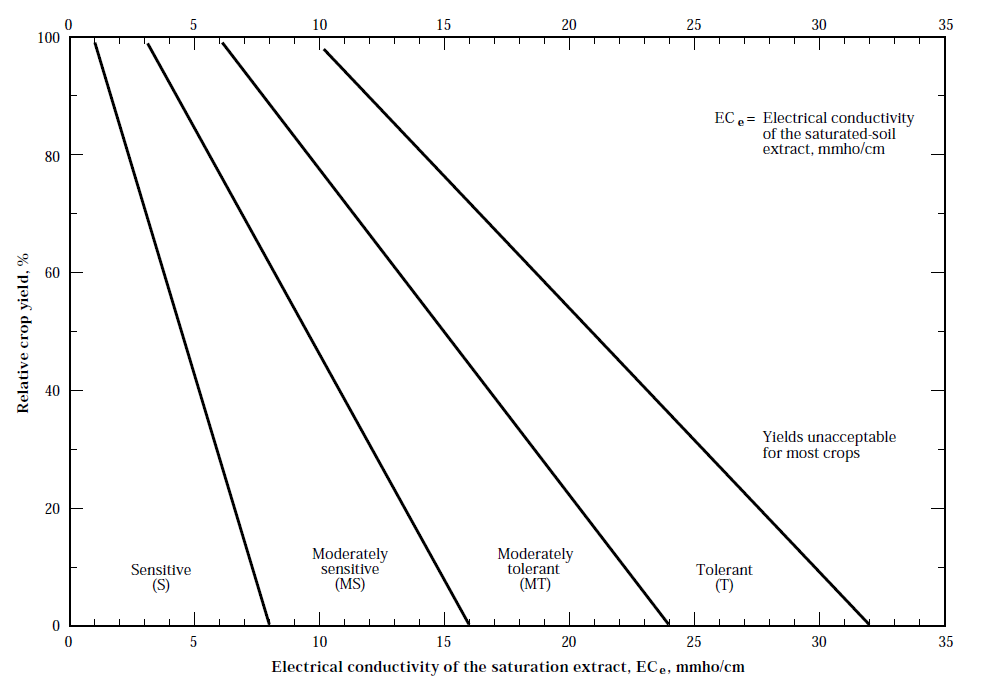 0 5 10 15 20 25 30 35
100
80
60
40
20
0
Relative crop yield, %
EC e = Electrical conductivity
of the saturated-soil
extract, mmho/cm
Yields unacceptable
for most crops
Sensitive
(S)
Moderately
sensitive
(MS)
Moderately
tolerant
(MT)
Tolerant
(T)
0 5 10 15 20 25 30 35
Electrical conductivity of the saturation extract, ECe, mmho/cm